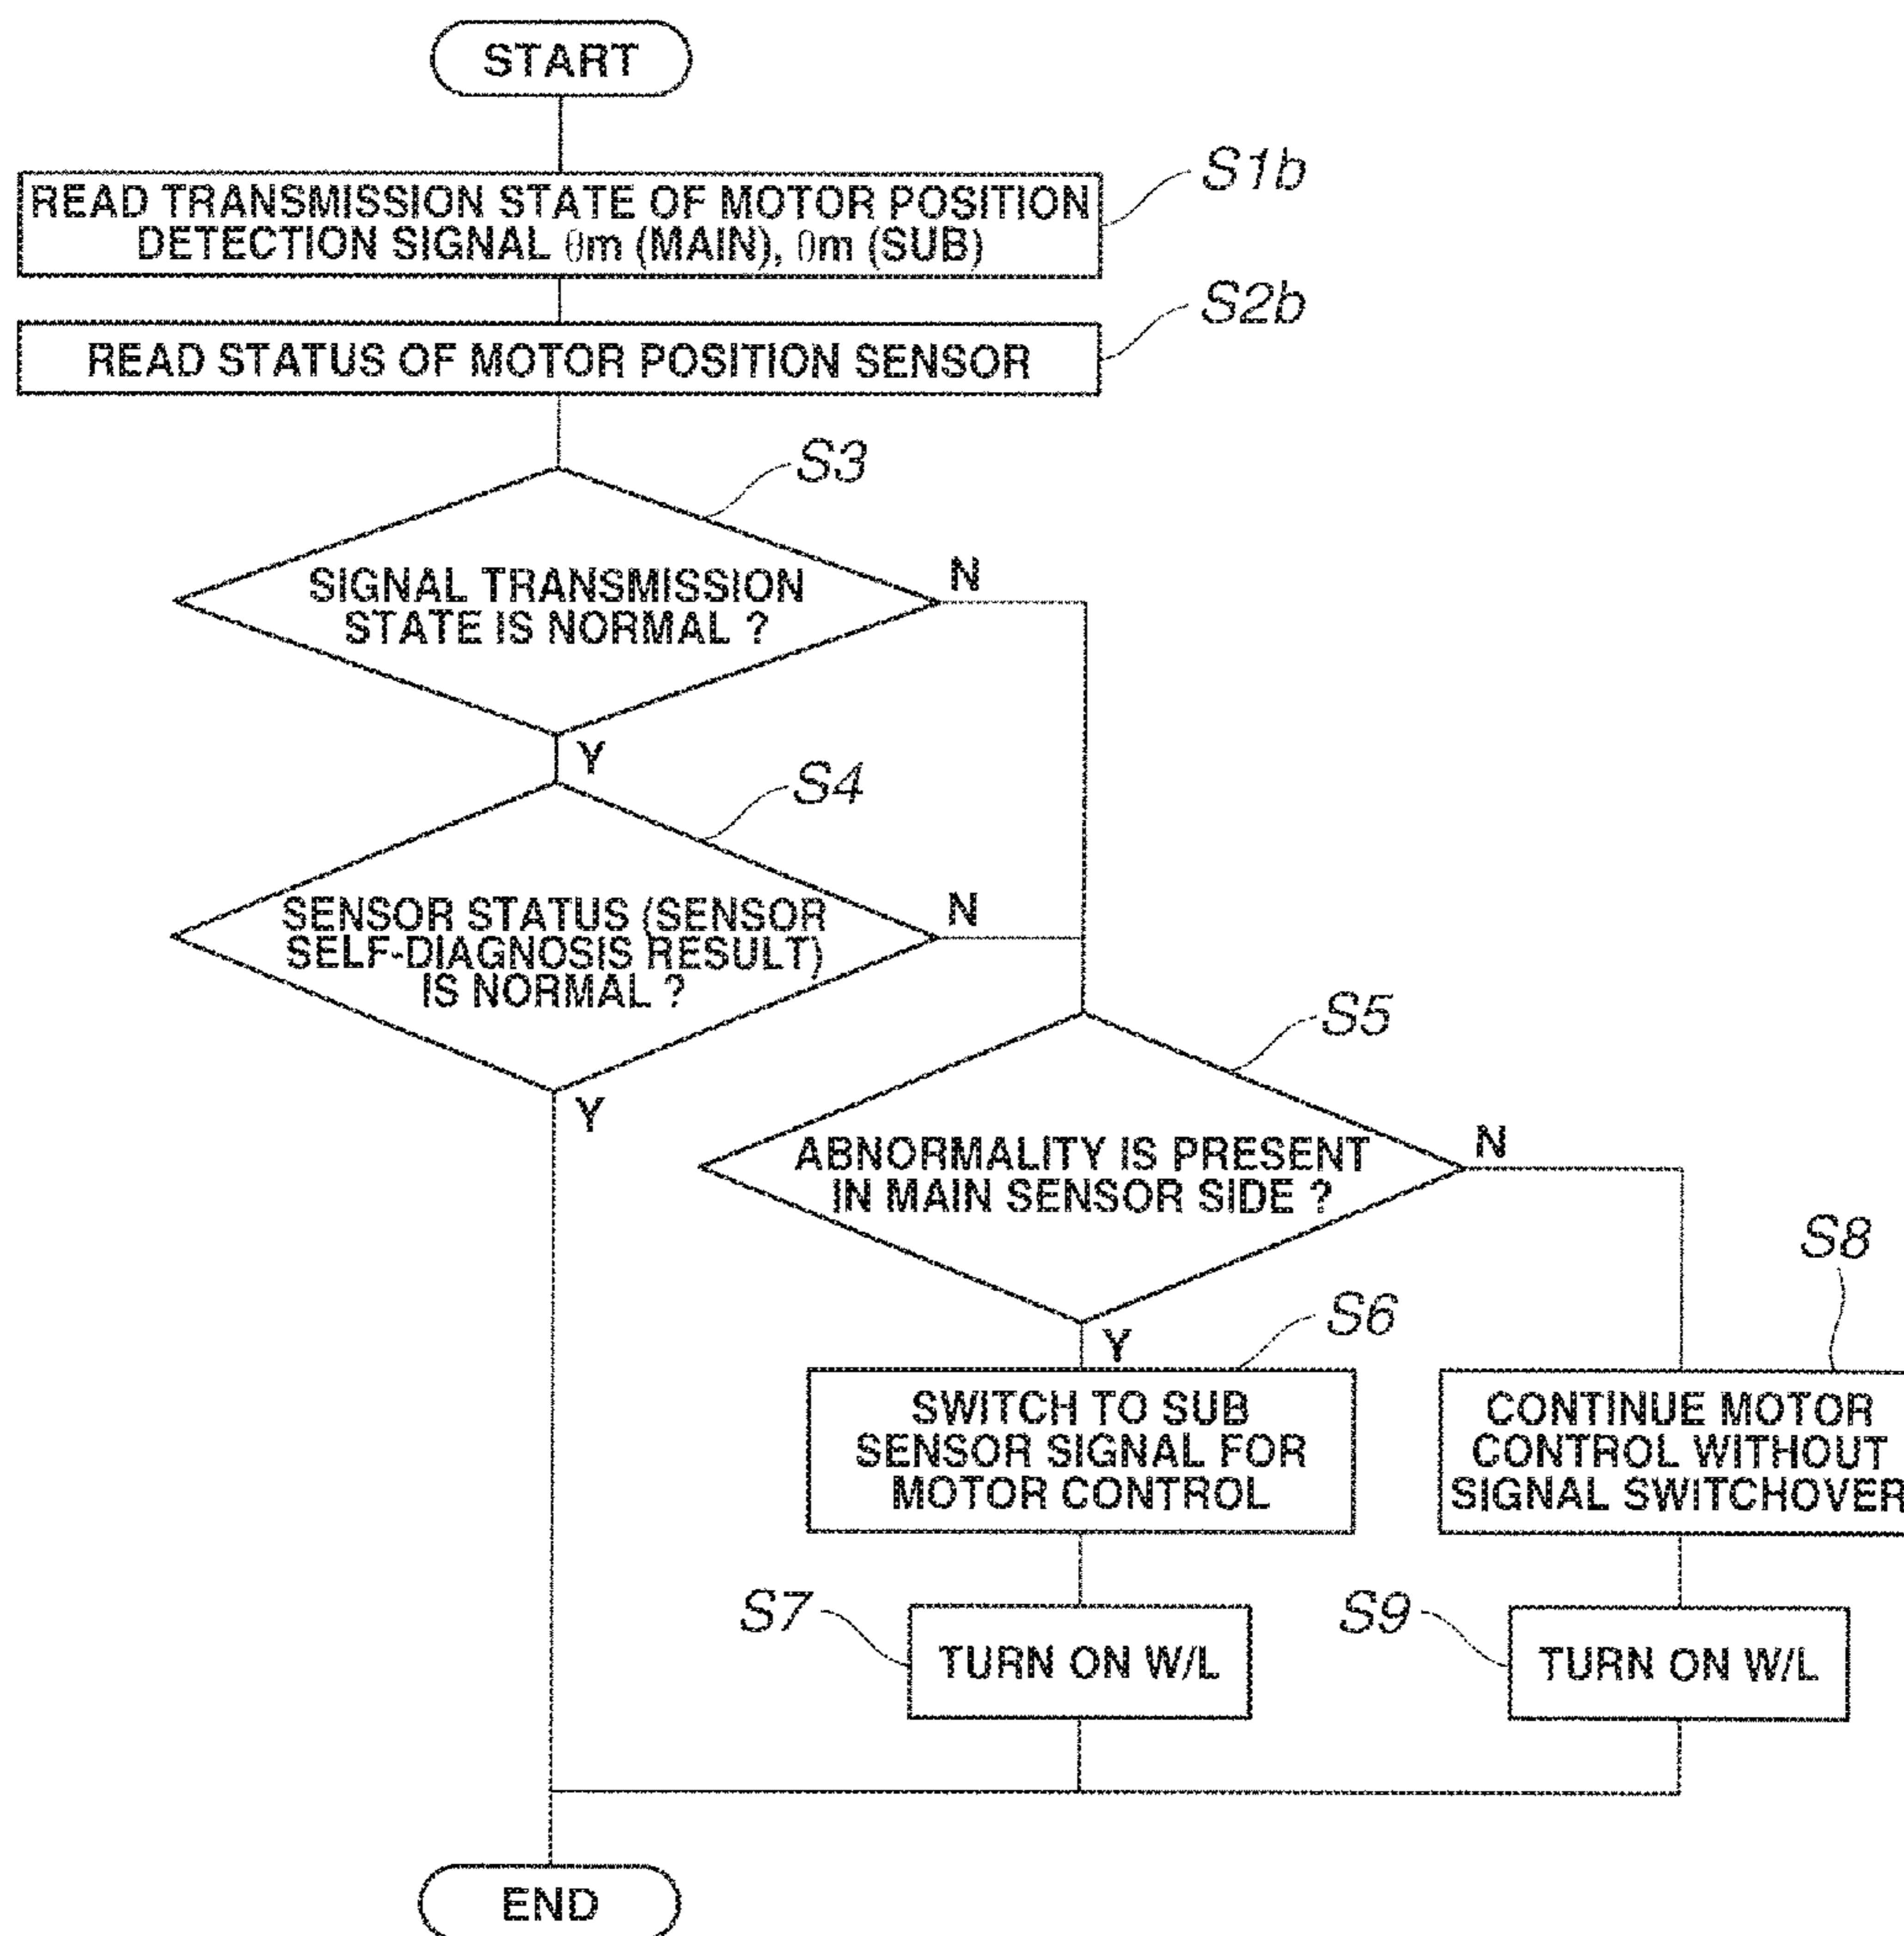 START
S1b
READ TRANSMISSION STATE OF MOTOR POSITION
DETECTION SIGNAL θm (MAIN), θm (SUB)
S2b
READ STATUS OF MOTOR POSITION SENSOR
S3
SIGNAL TRANSMISSION
STATE IS NORMAL ?
N
Y
S4
SENSOR STATUS (SENSOR
SELF-DIAGNOSIS RESULT)
IS NORMAL ?
N
Y
S5
ABNORMALITY IS PRESENT
IN MAIN SENSOR SIDE ?
N
Y
S6
SWITCH TO SUB
SENSOR SIGNAL FOR
MOTOR CONTROL
S8
CONTINUE MOTOR
CONTROL WITHOUT
SIGNAL SWITCHOVER
S7
TURN ON W/L
S9
TURN ON W/L
END